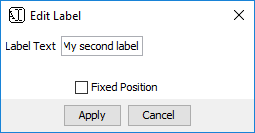 Edit Label
Label Text My second label
Fixed Position
Apply Cancel